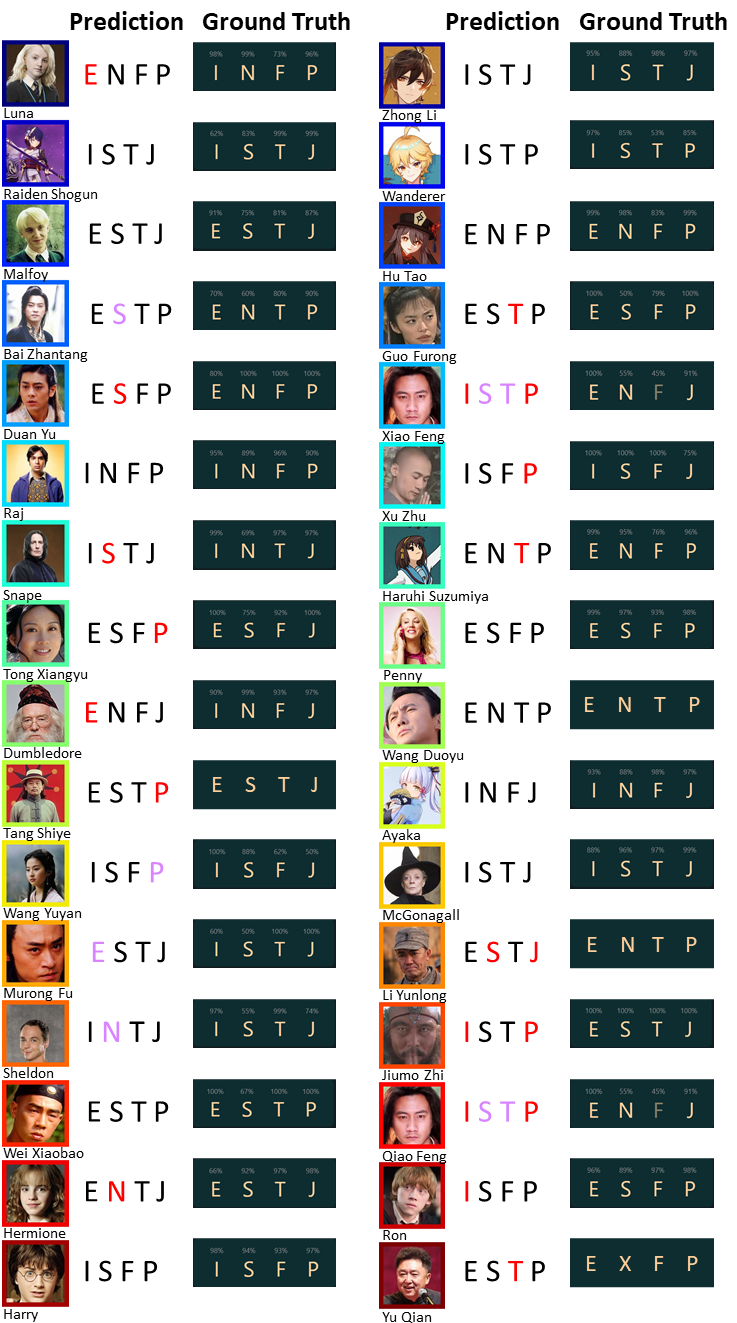 Prediction Ground Truth
98% 99% 73% 96%
E N F P I N F P
Luna
62% 83% 99% 99%
I S T J I S T J
Raiden Shogun
91% 75% 81% 87%
E S T J E S T J
Malfoy
70% 60% 80% 90%
E S T P E N T P
Bai Zhantang
80% 100% 100% 100%
E S F P E N F P
Duan Yu
95% 89% 96% 90%
I N F P I N F P
Raj
99% 69% 97% 97%
I S T J I N T J
Snape
100% 75% 92% 100%
E S F P E S F J
Tong Xiangyu
90% 99% 93% 97%
E N F J I N F J
Dumbledore
E S T P E S T J
Tang Shiye
100% 88% 62% 50%
I S F P I S F J
Wang Yuyan
60% 50% 100% 100%
E S T J I S T J
Murong Fu
97% 55% 99% 74%
I N T J I S T J
Sheldon
100% 67% 100% 100%
E S T P E S T P
Wei Xiaobao
66% 92% 97% 98%
E N T J E S T J
Hermione
98% 94% 93% 97%
I S F P I S F P
Harry
Prediction Ground Truth
95% 88% 98% 97%
I S T J I S T J
Zhong Li
97% 85% 53% 85%
I S T P I S T P
Wanderer
99% 98% 83% 99%
E N F P E N F P
Hu Tao
100% 50% 79% 100%
E S T P E S F P
Guo Furong
100% 55% 45% 91%
I S T P E N F J
Xiao Feng
100% 100% 100% 75%
I S F P I S F J
Xu Zhu
99% 95% 76% 96%
E N T P E N F P
Haruhi Suzumiya
99% 97% 93% 98%
E S F P E S F P
Penny
E N T P E N T P
Wang Duoyu
93% 88% 98% 97%
I N F J I N F J
Ayaka
88% 96% 97% 99%
I S T J I S T J
McGonagall
E S T J E N T P
Li Yunlong
100% 100% 100% 100%
I S T P E S T J
Jiumo Zhi
100% 55% 45% 91%
I S T P E N F J
Qiao Feng
96% 89% 97% 98%
I S F P E S F P
Ron
E S T P E X F P
Yu Qian